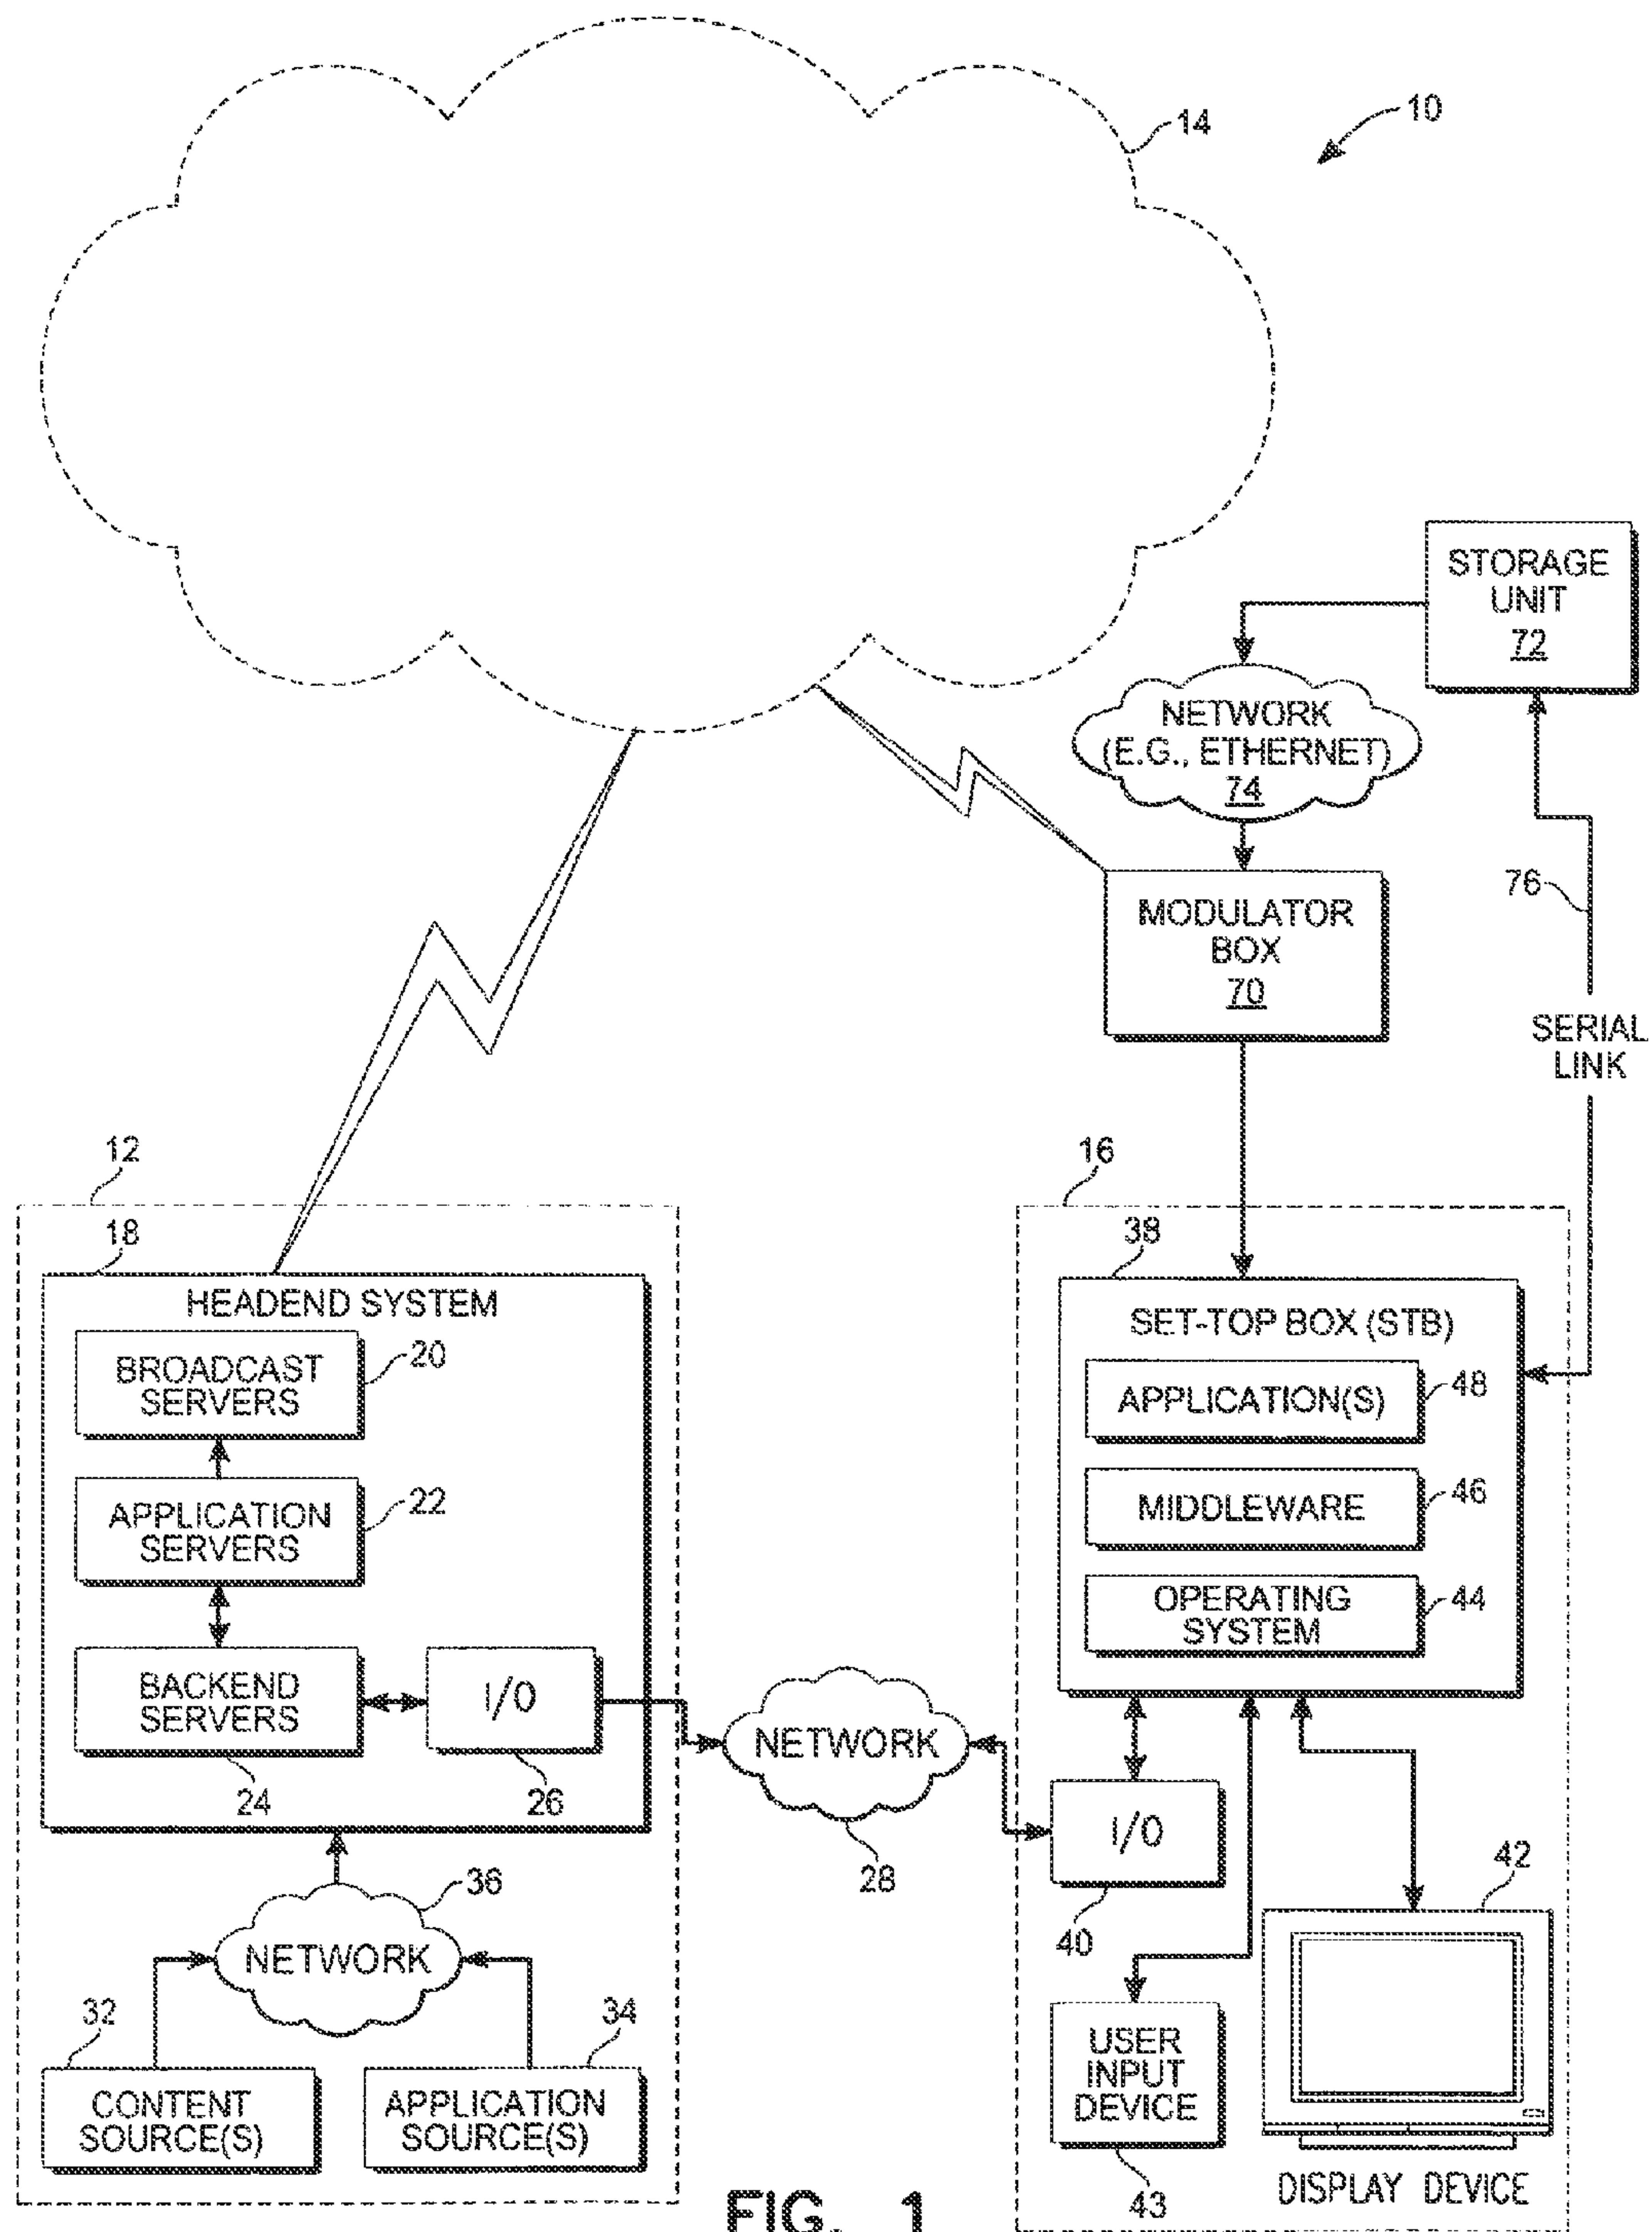 10
14
STORAGE
UNIT
72
NETWORK
(E.G., ETHERNET)
74
MODULATOR
BOX
70
76
SERIAL
LINK
12
18
HEADEND SYSTEM
BROADCAST
SERVERS
20
APPLICATION
SERVERS
22
BACKEND
SERVERS
24
I/O
26
NETWORK
28
36
NETWORK
32
CONTENT
SOURCE(S)
34
APPLICATION
SOURCE(S)
16
38
SET-TOP BOX (STB)
APPLICATION(S)
48
MIDDLEWARE
46
OPERATING
SYSTEM
44
I/O
40
42
USER
INPUT
DEVICE
43
DISPLAY DEVICE
FIG. 1